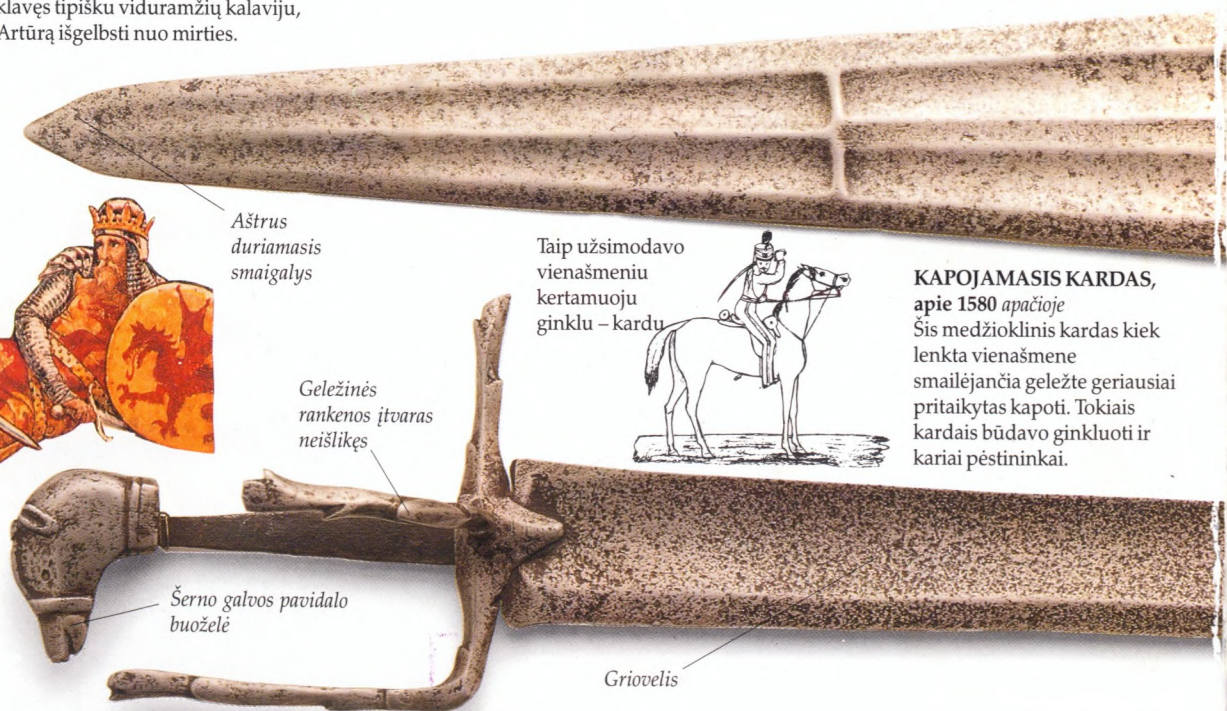 klavęs tipišku viduramžių kalaviju,
Artūrą išgelbsti nuo mirties.
Aštrus
duriamasis
smaigalys
Taip užsimodavo
vienašmeniu
kertamuoju
ginklu – kardu
KAPOJAMASIS KARDAS,
apie 1580 apačioje
Šis medžioklinis kardas kiek
lenkta vienašmene
smailėjančia geležte geriausiai
pritaikytas kapoti. Tokiais
kardais būdavo ginkluoti ir
kariai pėstininkai.
Geležinės
rankenos įtvaras
neišlikęs
Šerno galvos pavidalo
buoželė
Griovelis